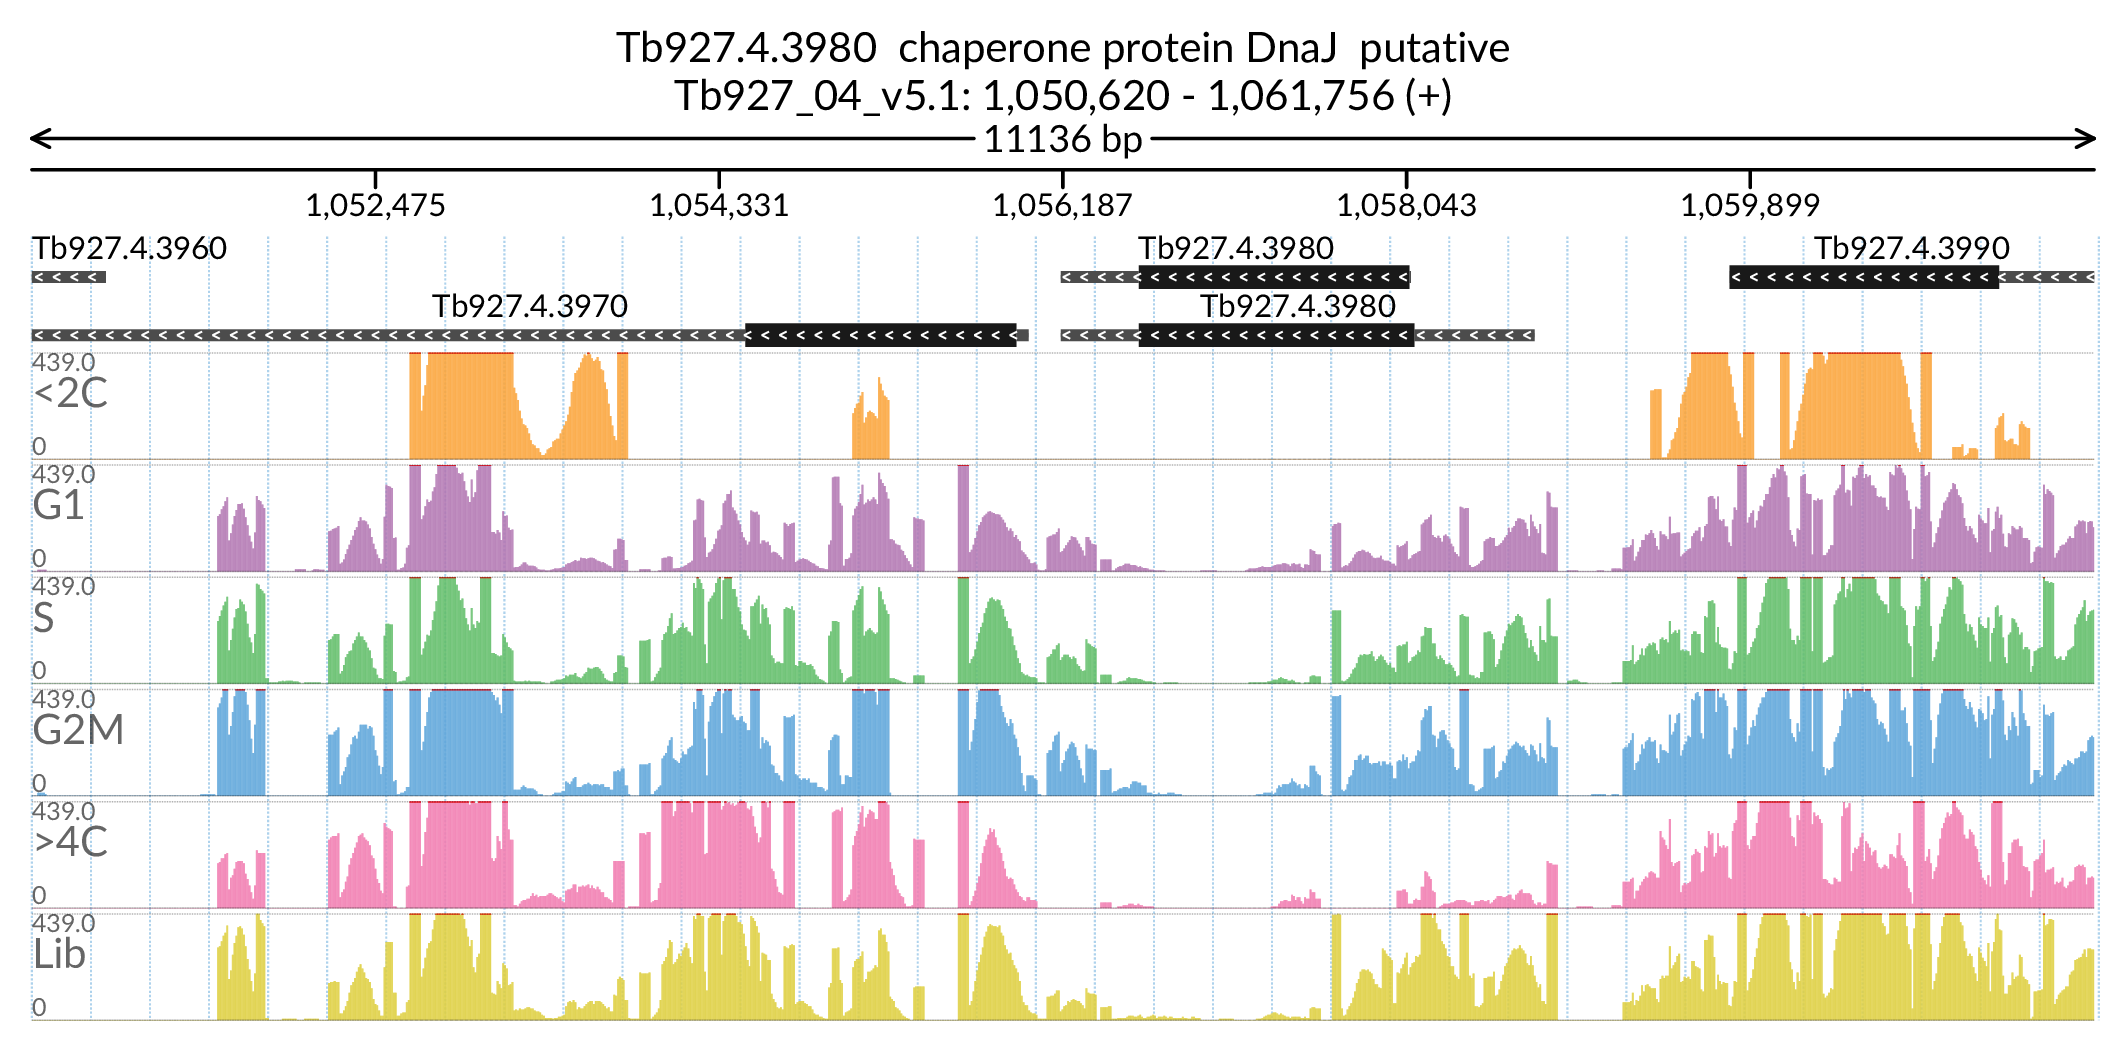 Tb927.4.3980 chaperone protein DnaJ putative
Tb927_04_v5.1: 1,050,620 - 1,061,756 (+)
11136 bp
1,052,475 1,054,331 1,056,187 1,058,043 1,059,899
Tb927.4.3960 Tb927.4.3980 Tb927.4.3990
Tb927.4.3970 Tb927.4.3980
439.0
<2C
0
439.0
G1
0
439.0
S
0
439.0
G2M
0
439.0
>4C
0
439.0
Lib
0